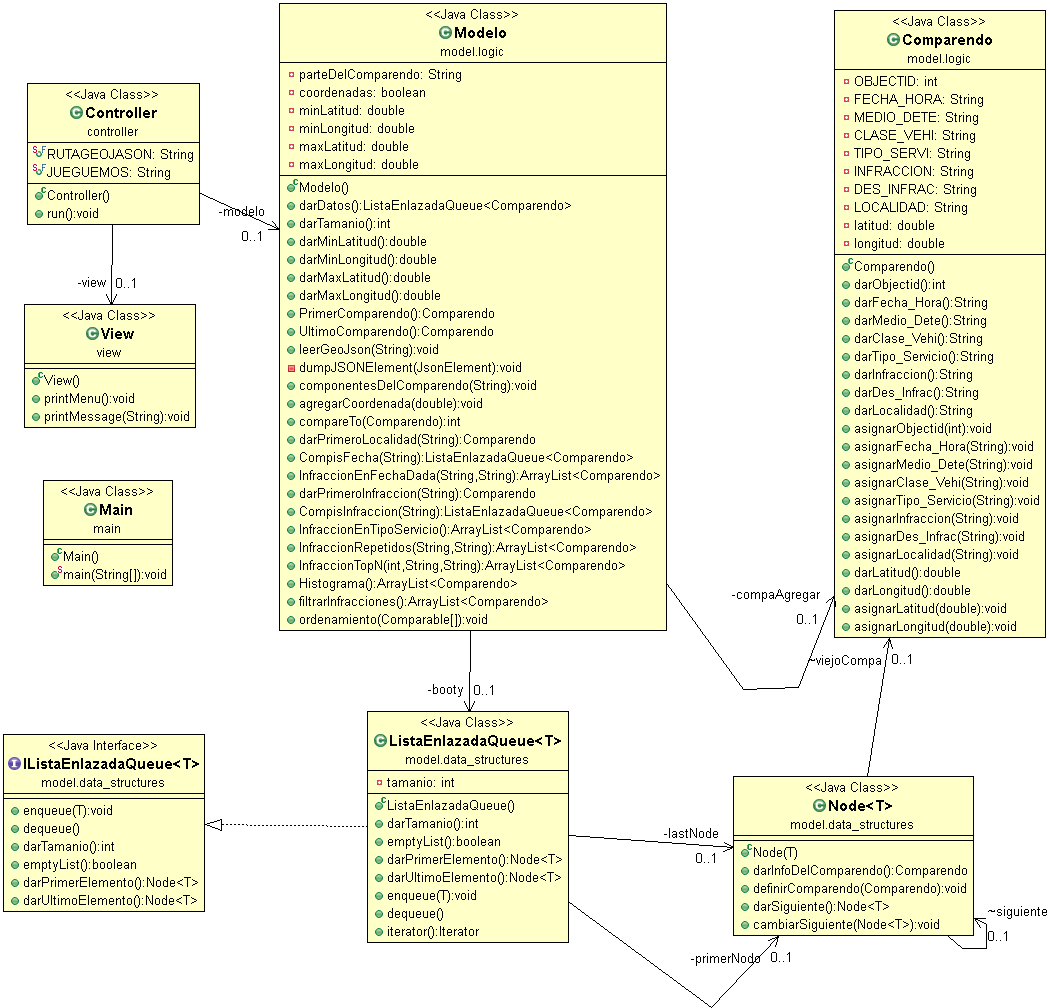 <<Java Class>>
Controller
controller
RUTAGEOJASON: String
JUEGUEMOS: String
Controller()
run():void
-modelo
0..1
-view
0..1
<<Java Class>>
View
view
View()
printMenu():void
printMessage(String):void
<<Java Class>>
Main
main
Main()
main(String[]):void
<<Java Class>>
Modelo
model.logic
parteDelComparendo: String
coordenadas: boolean
minLatitud: double
minLongitud: double
maxLatitud: double
maxLongitud: double
Modelo()
darDatos():ListaEnlazadaQueue<Comparendo>
darTamanio():int
darMinLatitud():double
darMinLongitud():double
darMaxLatitud():double
darMaxLongitud():double
PrimerComparendo():Comparendo
UltimoComparendo():Comparendo
leerGeoJson(String):void
dumpJSONElement(JsonElement):void
componentesDelComparendo(String):void
agregarCoordenada(double):void
compareTo(Comparendo):int
darPrimeroLocalidad(String):Comparendo
CompisFecha(String):ListaEnlazadaQueue<Comparendo>
InfraccionEnFechaDada(String,String):ArrayList<Comparendo>
darPrimeroInfraccion(String):Comparendo
CompisInfraccion(String):ListaEnlazadaQueue<Comparendo>
InfraccionEnTipoServicio():ArrayList<Comparendo>
InfraccionRepetidos(String,String):ArrayList<Comparendo>
InfraccionTopN(int,String,String):ArrayList<Comparendo>
Histograma():ArrayList<Comparendo>
filtrarInfracciones():ArrayList<Comparendo>
ordenamiento(Comparable[]):void
<<Java Class>>
Comparendo
model.logic
OBJECTID: int
FECHA_HORA: String
MEDIO_DETE: String
CLASE_VEHI: String
TIPO_SERVI: String
INFRACCION: String
DES_INFRAC: String
LOCALIDAD: String
latitud: double
longitud: double
Comparendo()
darObjectid():int
darFecha_Hora():String
darMedio_Dete():String
darClase_Vehi():String
darTipo_Servicio():String
darInfraccion():String
darDes_Infrac():String
darLocalidad():String
asignarObjectid(int):void
asignarFecha_Hora(String):void
asignarMedio_Dete(String):void
asignarClase_Vehi(String):void
asignarTipo_Servicio(String):void
asignarInfraccion(String):void
asignarDes_Infrac(String):void
asignarLocalidad(String):void
darLatitud():double
darLongitud():double
asignarLatitud(double):void
asignarLongitud(double):void
-compaAgregar
0..1
~viejoCompa
0..1
-booty
0..1
<<Java Interface>>
IListaEnlazadaQueue<T>
model.data_structures
enqueue(T):void
dequeue()
darTamanio():int
emptyList():boolean
darPrimerElemento():Node<T>
darUltimoElemento():Node<T>
<<Java Class>>
ListaEnlazadaQueue<T>
model.data_structures
tamanio: int
ListaEnlazadaQueue()
darTamanio():int
emptyList():boolean
darPrimerElemento():Node<T>
darUltimoElemento():Node<T>
enqueue(T):void
dequeue()
iterator():Iterator
-lastNode
0..1
-primerNodo
0..1
<<Java Class>>
Node<T>
model.data_structures
Node(T)
darInfoDelComparendo():Comparendo
definirComparendo(Comparendo):void
darSiguiente():Node<T>
cambiarSiguiente(Node<T>):void
~siguiente
0..1